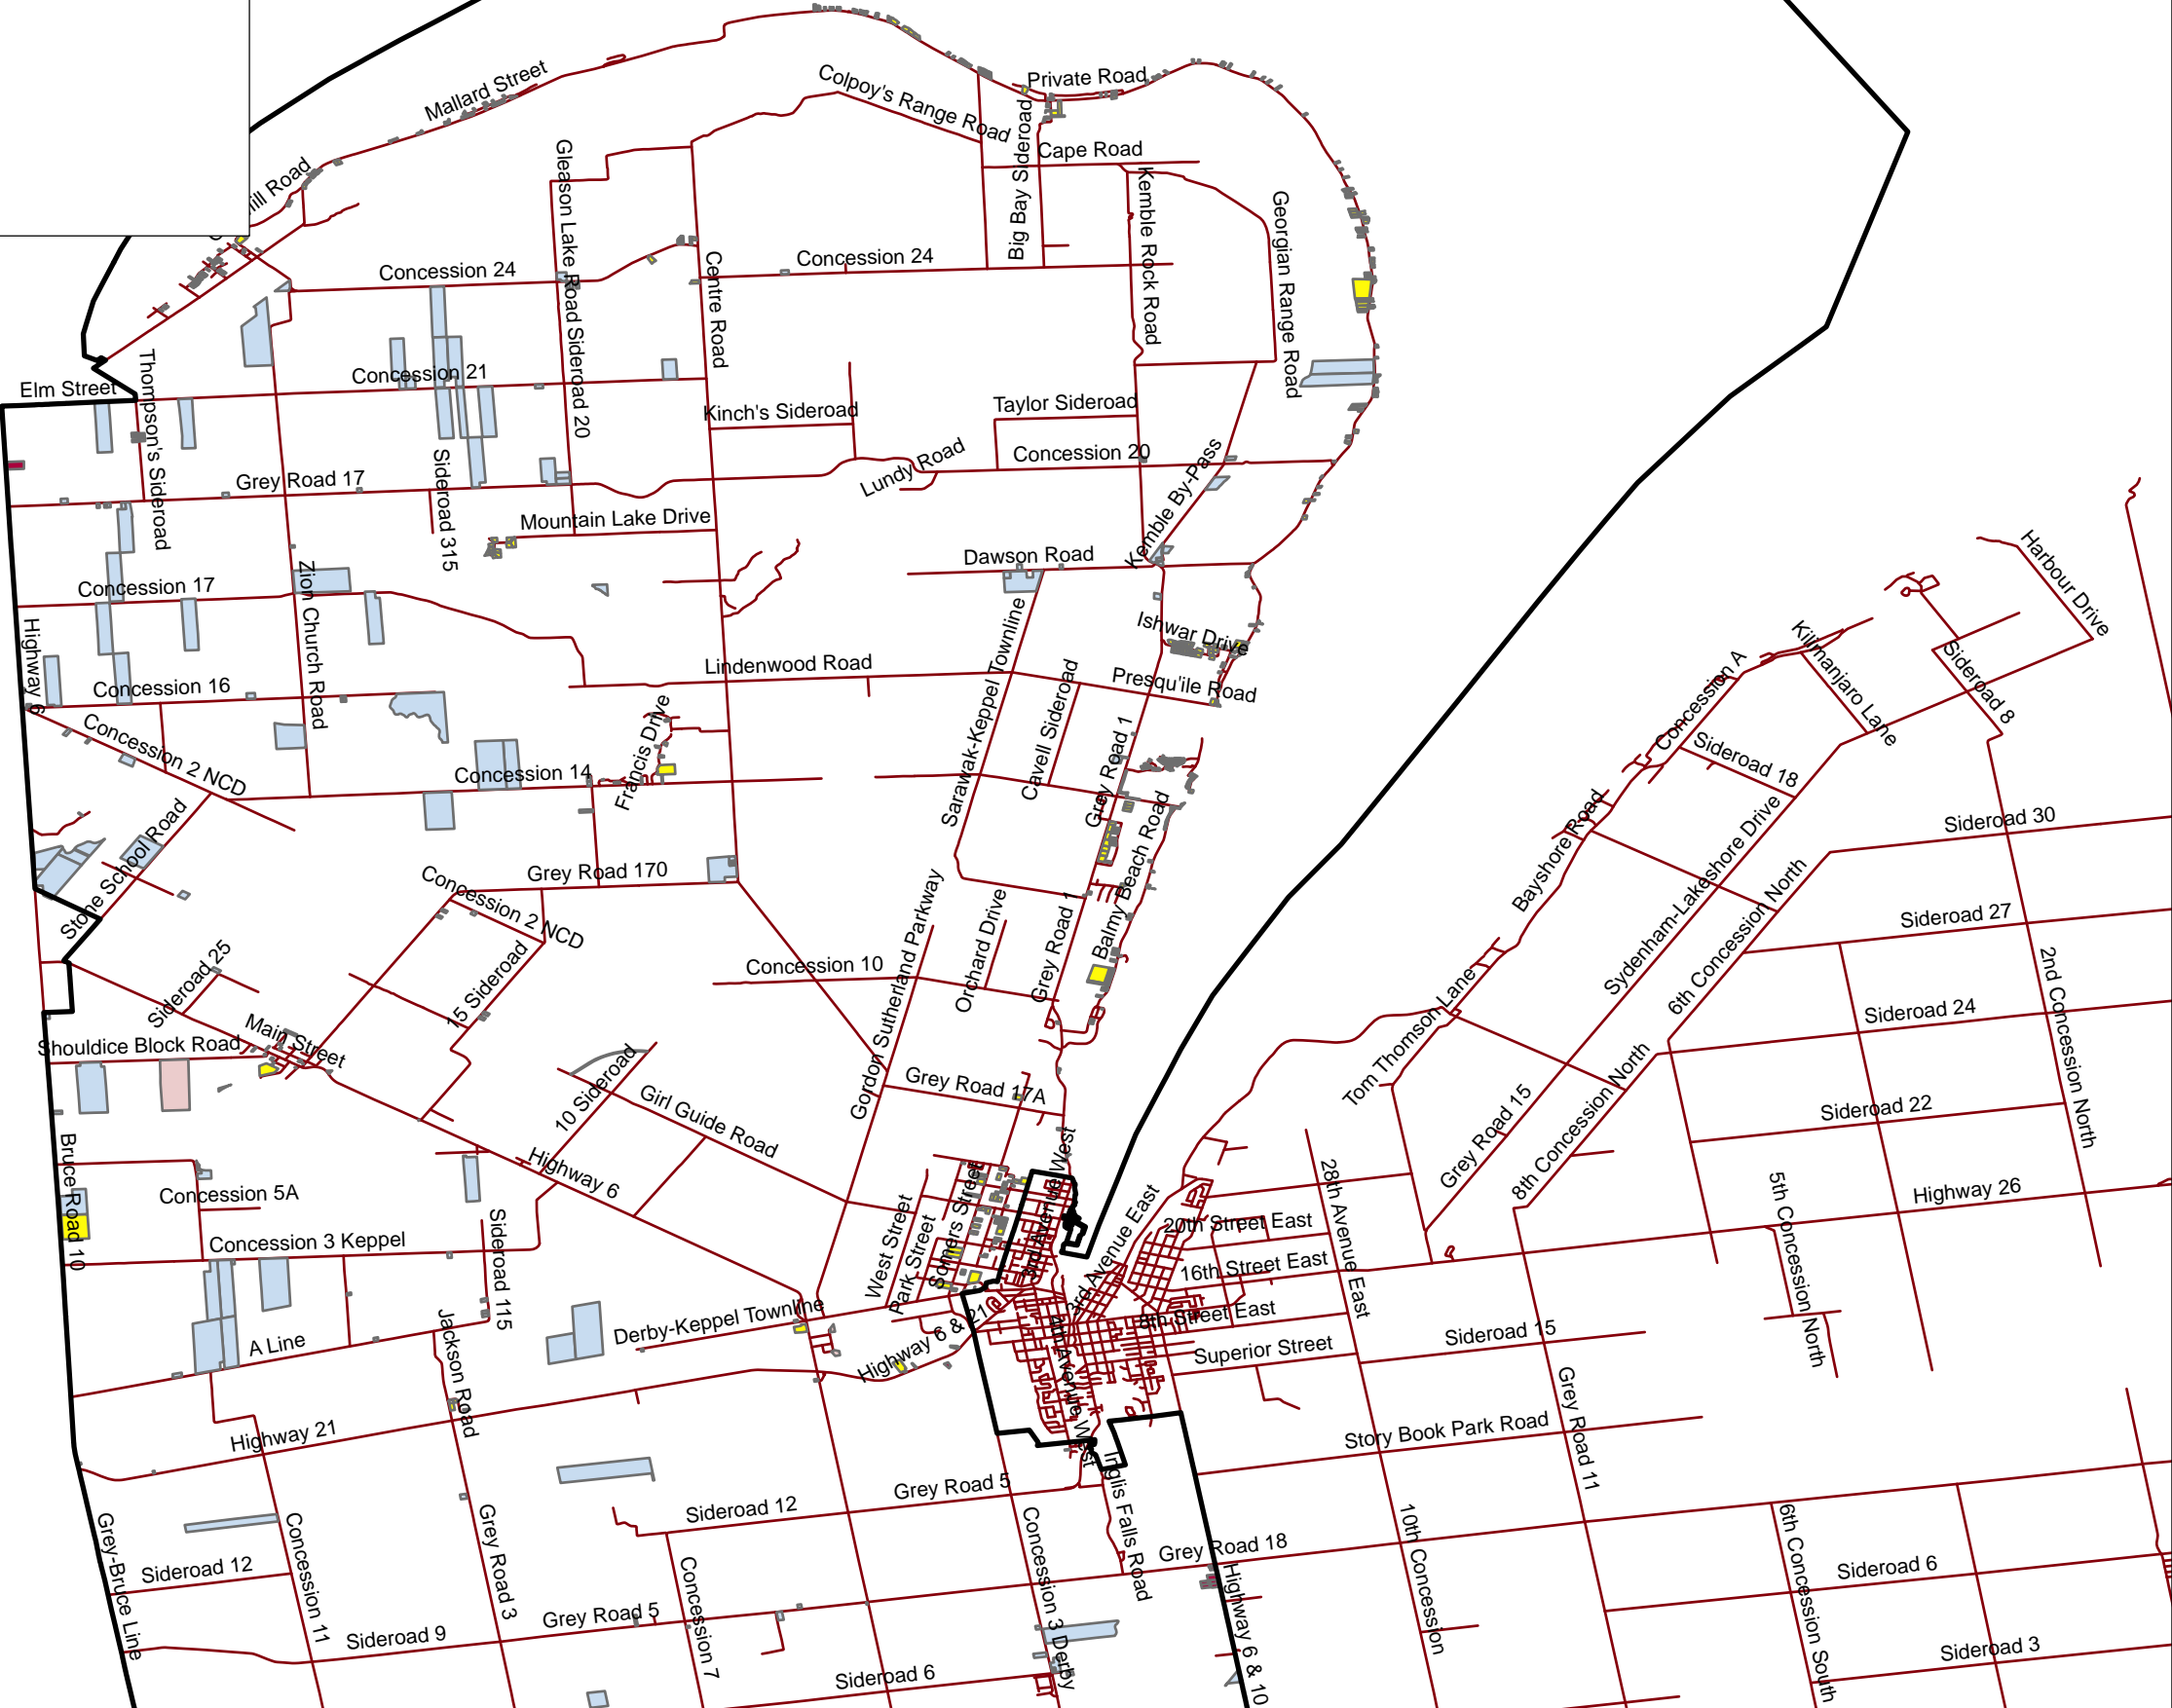 Private Road
Mallard Street
Colpoy's Range Road
Big Bay Sideroad
Cape Road
Gleason Lake Road Sideroad 20
Kemble Rock Road
Georgian Range Road
Concession 24
Concession 24
Centre Road
Thompson's Sideroad
Elm Street
Concession 21
Kinch's Sideroad
Taylor Sideroad
Lundy Road
Concession 20
Kemble By-Pass
Grey Road 17
Sideroad 315
Mountain Lake Drive
Dawson Road
Harbour Drive
Zion Church Road
Concession 17
Highway 6
Sarawak-Keppel Townline
Ishwar Drive
Lindenwood Road
Presqu'ile Road
Cavell Sideroad
Kilimanjaro Lane
Sideroad 8
Concession A
Concession 16
Concession 2 NCD
Francis Drive
Grey Road 1
Sideroad 18
Concession 14
Balmy Beach Road
Bayshore Road
Sydenham-Lakeshore Drive
Sideroad 30
Stone School Road
Grey Road 170
Concession 2 NCD
Gordon Sutherland Parkway
Orchard Drive
Grey Road 1
6th Concession North
Sideroad 27
Sideroad 25
15 Sideroad
Concession 10
Tom Thomson Lane
2nd Concession North
Sideroad 24
Main Street
Shouldice Block Road
10 Sideroad
Girl Guide Road
Grey Road 17A
Grey Road 15
8th Concession North
Sideroad 22
Bruce Road 10
Highway 6
Concession 5A
West Street
Park Street
Somers Street
3rd Avenue West
3rd Avenue East
20th Street East
28th Avenue East
5th Concession North
Highway 26
Concession 3 Keppel
Sideroad 115
16th Street East
8th Street East
Derby-Keppel Townline
Highway 6 & 21
A Line
Jackson Road
Superior Street
Sideroad 15
Grey Road 11
Highway 21
Story Book Park Road
Inglis Falls Road
Grey Road 5
Sideroad 12
Grey-Bruce Line
Concession 11
Grey Road 3
Concession 7
Concession 3 Derby
Grey Road 18
Highway 6 & 10
10th Concession
6th Concession South
Sideroad 6
Sideroad 12
Grey Road 5
Sideroad 9
Sideroad 6
Sideroad 3